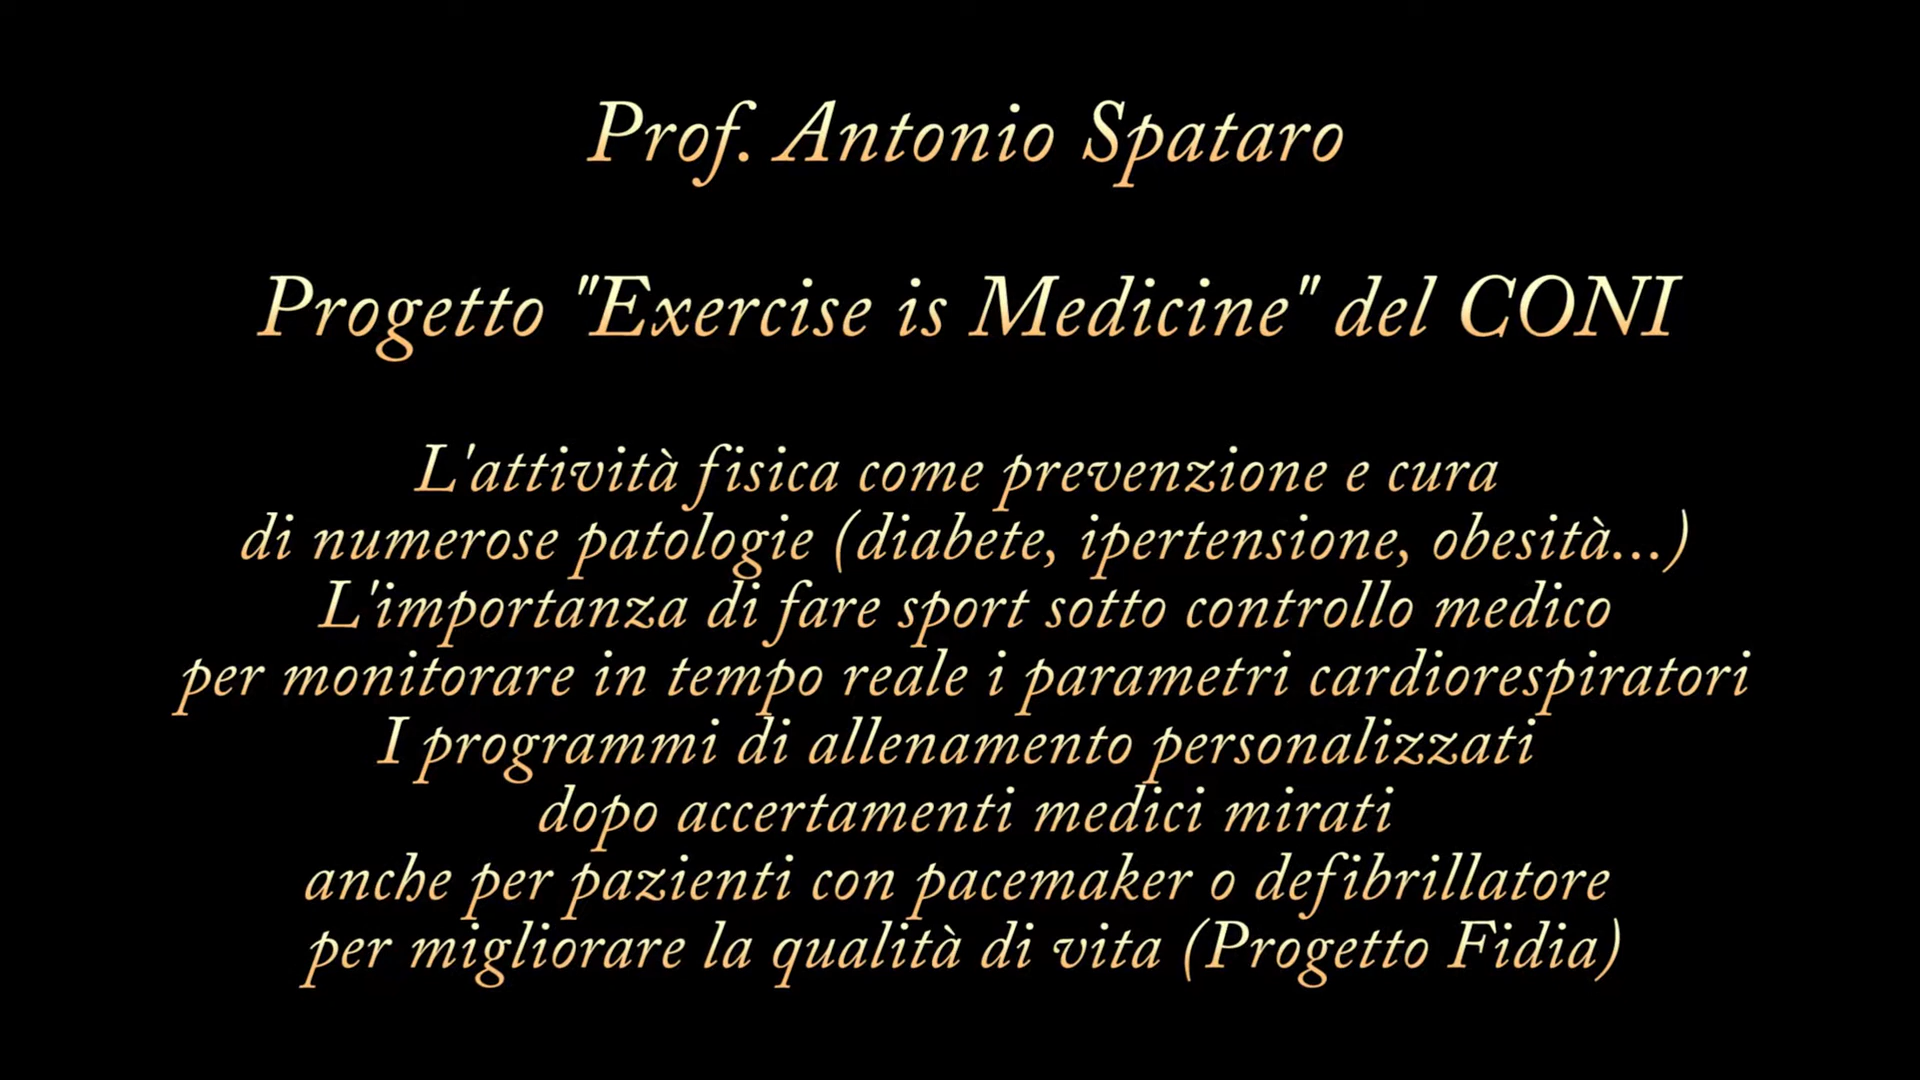 Prof. Antonio Spataro
Progetto "Exercise is Medicine" del CONI
L'attività fisica come prevenzione e cura
di numerose patologie (diabete, ipertensione, obesità...)
L'importanza di fare sport sotto controllo medico
per monitorare in tempo reale i parametri cardiorespiratori
I programmi di allenamento personalizzati
dopo accertamenti medici mirati
anche per pazienti con pacemaker o defibrillatore
per migliorare la qualità di vita (Progetto Fidia)